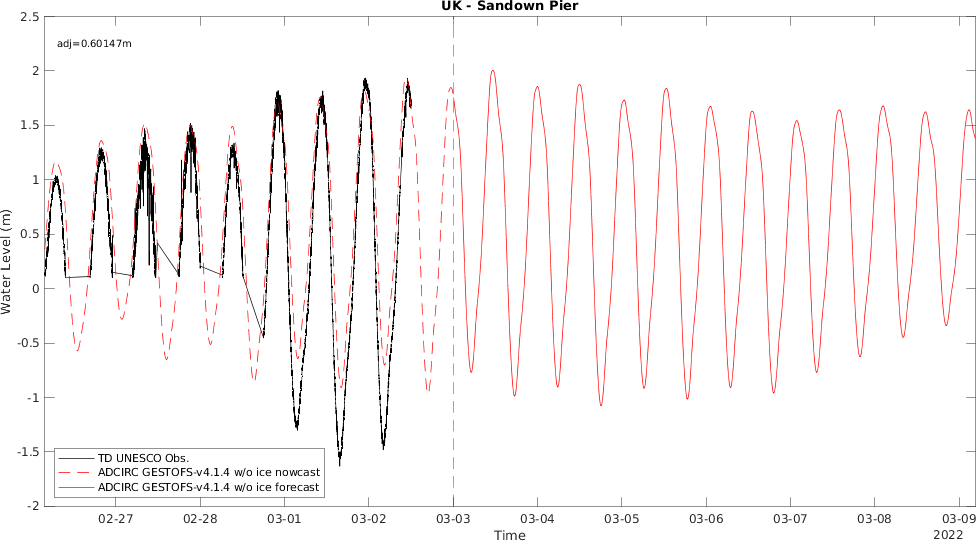 UK - Sandown Pier
adj=0.60147m
2.5
2
1.5
1
0.5
0
-0.5
-1
-1.5
-2
Water Level (m)
TD UNESCO Obs.
ADCIRC GESTOFS-v4.1.4 w/o ice nowcast
ADCIRC GESTOFS-v4.1.4 w/o ice forecast
02-27 02-28 03-01 03-02 03-03 03-04 03-05 03-06 03-07 03-08 03-09
Time
2022